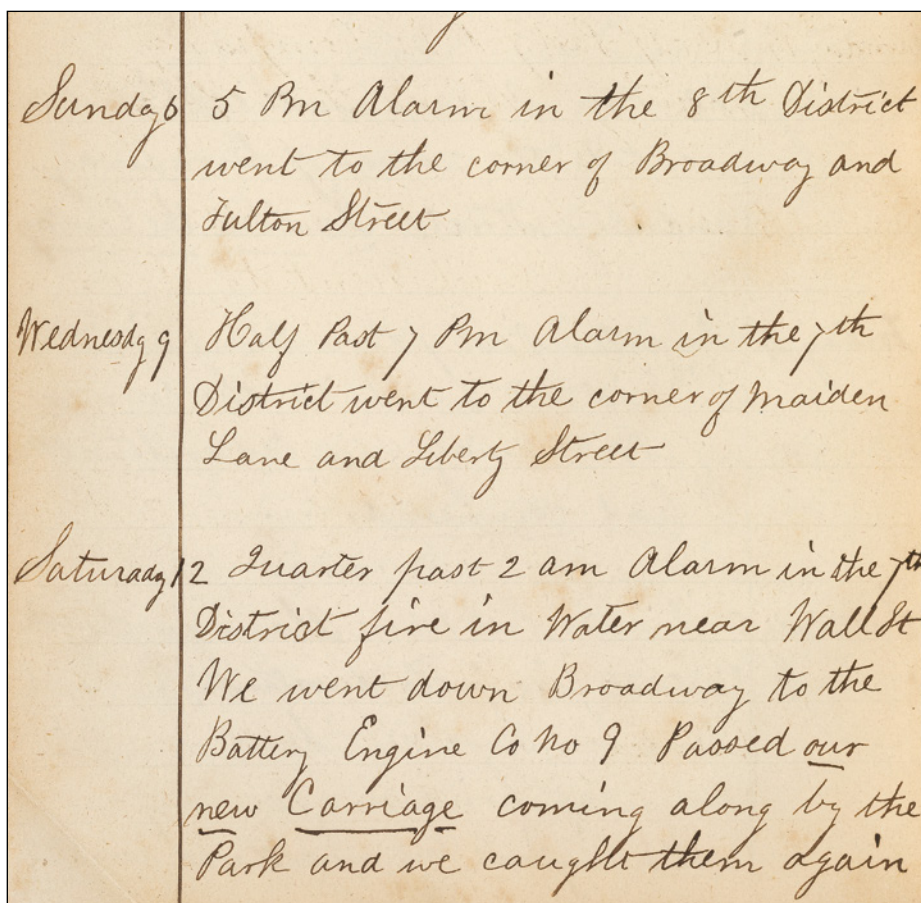 Sunday 6 5 Pm Alarm in the 8th District
went to the corner of Broadway and
Fulton Street
Wednesdy 9 Half Past 7 Pm Alarm in the 7th
District went to the corner of Maiden
Lane and Liberty Street
Saturady 12 Quarter past 2 am Alarm in the 7th
District fire in Water near Wall St
We went down Broadway to the
Battery Engine Co No 9 Passed our
new Carriage coming along by the
Park and we caught them again